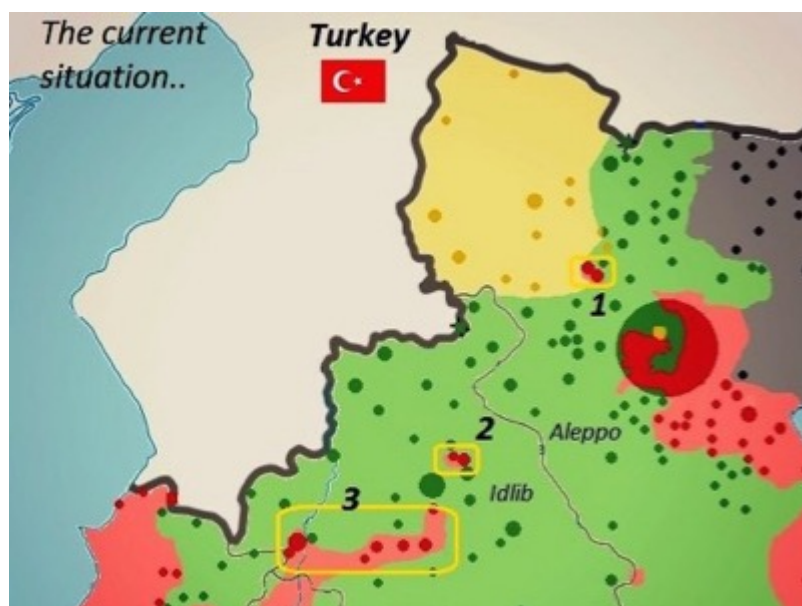 The current
situation..
Turkey
1
2
Aleppo
Idlib
3